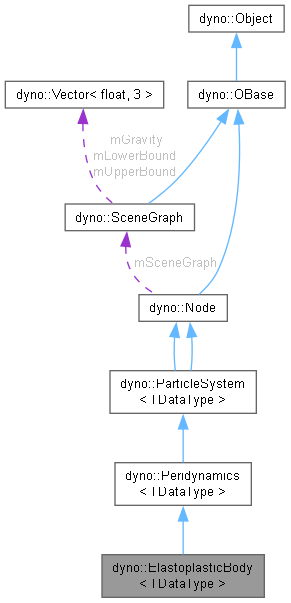 dyno::Object
dyno::Vector< float, 3 >
dyno::OBase
mGravity
mLowerBound
mUpperBound
dyno::SceneGraph
mSceneGraph
dyno::Node
dyno::ParticleSystem
< TDataType >
dyno::Peridynamics
< TDataType >
dyno::ElastoplasticBody
< TDataType >